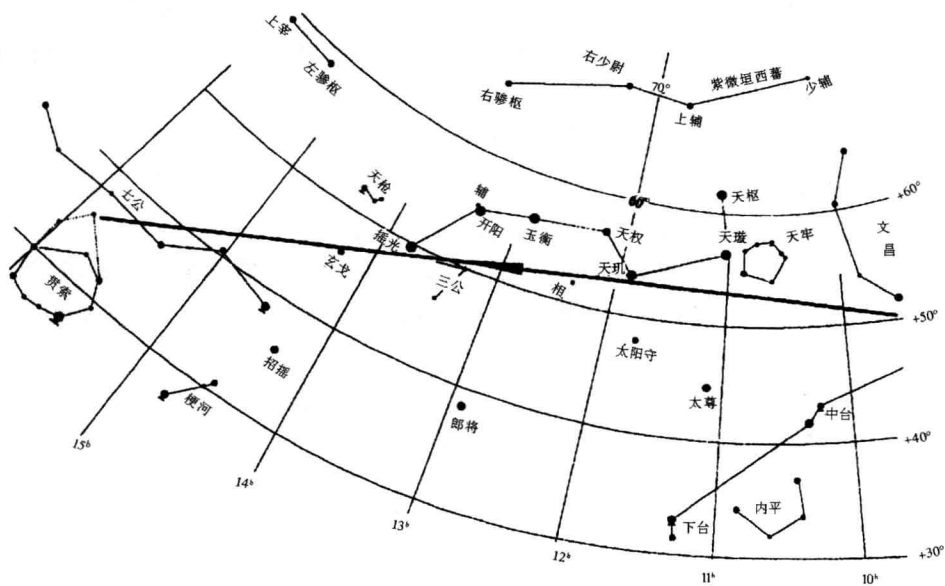 上宰
左骖枢
右少尉
右骖枢
70°
紫微垣西蕃
少辅
上辅
七公
天枪
辅
摇光
开阳
玉衡
天权
天枢
+60°
天璇
天牢
文昌
贯索
玄戈
三公
天玑
相
+50°
招摇
太阳守
太尊
梗河
郎将
中台
+40°
下台
内平
+30°
15ʰ
14ʰ
13ʰ
12ʰ
11ʰ
10ʰ